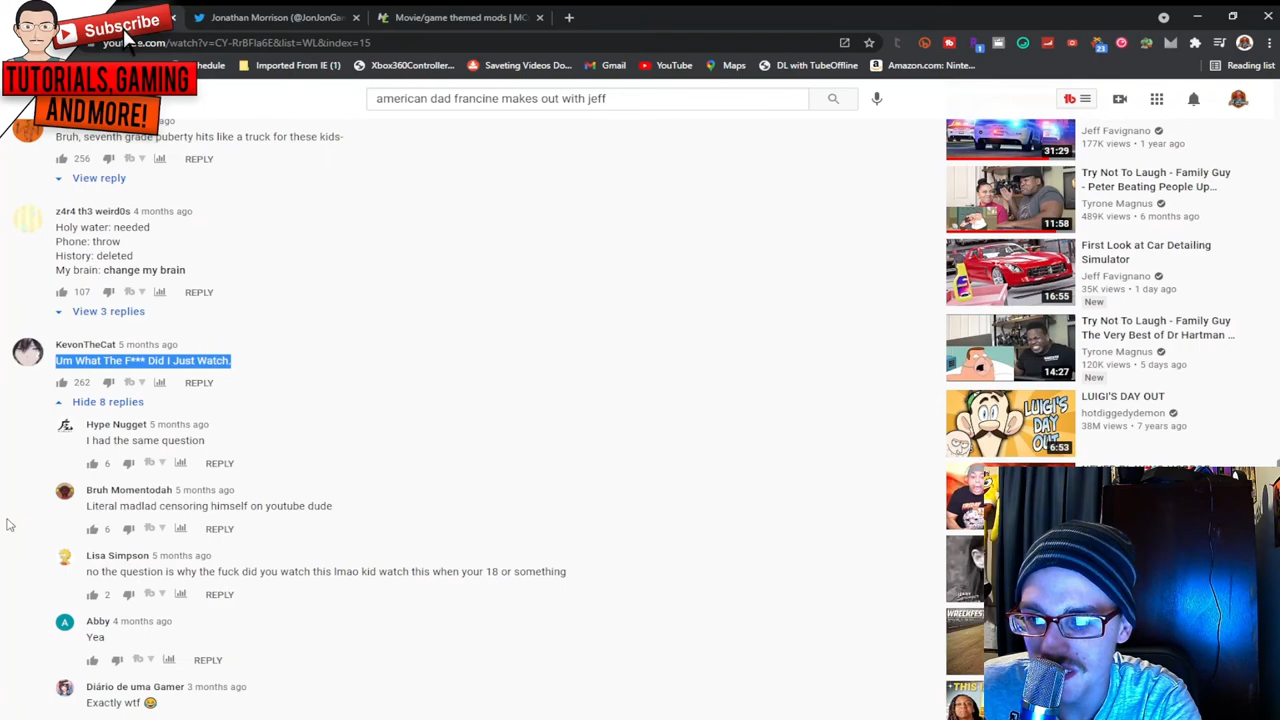 Subscribe
TUTORIALS, GAMING
AND MORE!
Jonathan Morrison (@JonJonGa
Movie/game themed mods | MO
youtube.com/watch?v=CY-RrBFIa6E&list=WL&index=15
hedule
Imported From IE (1)
Xbox360Controller...
Saveting Videos Do...
Gmail
YouTube
Maps
DL with TubeOffline
Amazon.com: Ninte...
Reading list
american dad francine makes out with jeff
ago
Bruh, seventh grade puberty hits like a truck for these kids-
256 REPLY
View reply
z4r4 th3 weird0s 4 months ago
Holy water: needed
Phone: throw
History: deleted
My brain: change my brain
107 REPLY
View 3 replies
KevonTheCat 5 months ago
Um What The F*** Did I Just Watch.
262 REPLY
Hide 8 replies
Hype Nugget 5 months ago
I had the same question
6 REPLY
Bruh Momentodah 5 months ago
Literal madlad censoring himself on youtube dude
6 REPLY
Lisa Simpson 5 months ago
no the question is why the fuck did you watch this lmao kid watch this when your 18 or something
2 REPLY
A
Abby 4 months ago
Yea
REPLY
Diário de uma Gamer 3 months ago
Exactly wtf 😂
31:29
Jeff Favignano
177K views • 1 year ago
11:58
Try Not To Laugh - Family Guy
- Peter Beating People Up...
Tyrone Magnus
489K views • 6 months ago
16:55
First Look at Car Detailing
Simulator
Jeff Favignano
35K views • 1 day ago
New
14:27
Try Not To Laugh - Family Guy
The Very Best of Dr Hartman ...
Tyrone Magnus
120K views • 5 days ago
New
LUIGI'S
DAY
OUT
6:53
LUIGI'S DAY OUT
hotdiggedydemon
38M views • 7 years ago
WRECKFES
THIS